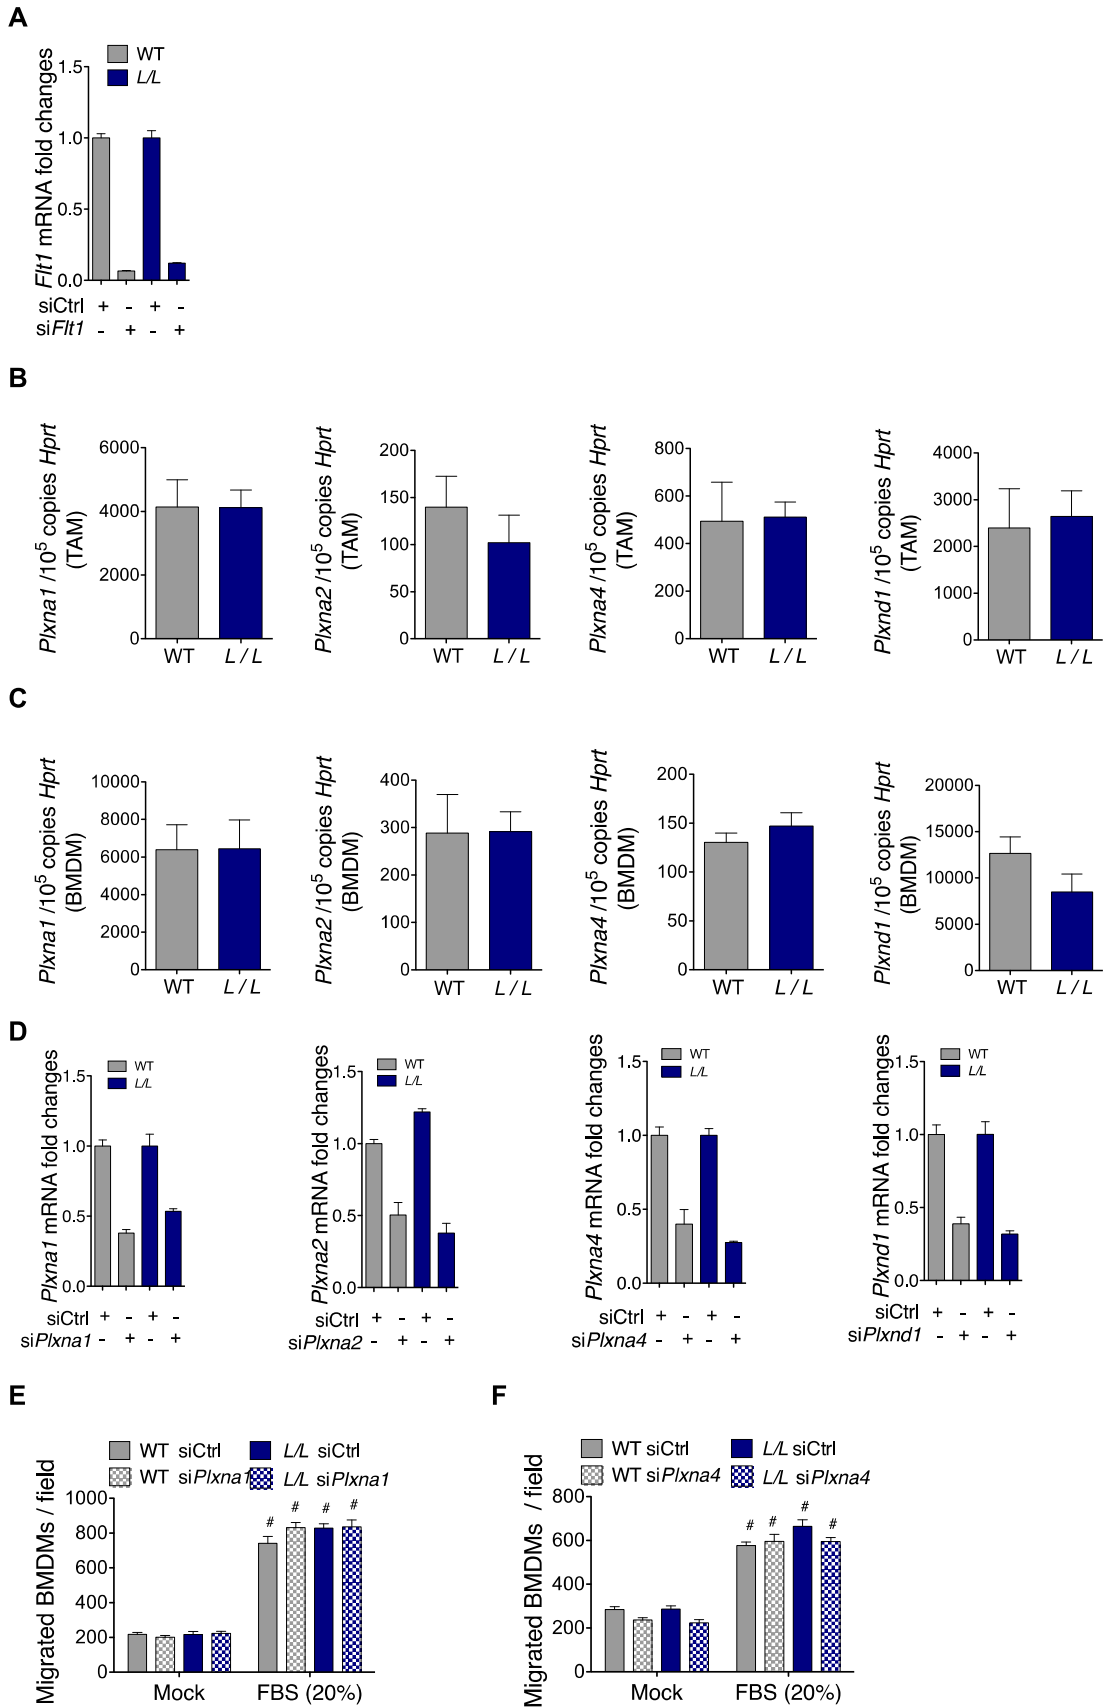 A
WT
L/L
Flt1 mRNA fold changes
1.5
1.0
0.5
0.0
siCtrl + - + -
siFlt1 - + - +
B
Plxna1 /10⁵ copies Hprt
(TAM)
6000
4000
2000
0
WT L / L
Plxna2 /10⁵ copies Hprt
(TAM)
200
150
100
50
0
WT L / L
Plxna4 /10⁵ copies Hprt
(TAM)
800
600
400
200
0
WT L / L
Plxnd1 /10⁵ copies Hprt
(TAM)
4000
3000
2000
1000
0
WT L / L
C
Plxna1 /10⁵ copies Hprt
(BMDM)
10000
8000
6000
4000
2000
0
WT L / L
Plxna2 /10⁵ copies Hprt
(BMDM)
400
300
200
100
0
WT L / L
Plxna4 /10⁵ copies Hprt
(BMDM)
200
150
100
50
0
WT L / L
Plxnd1 /10⁵ copies Hprt
(BMDM)
20000
15000
10000
5000
0
WT L / L
D
WT
L/L
Plxna1 mRNA fold changes
1.5
1.0
0.5
0.0
siCtrl + - + -
siPlxna1 - + - +
WT
L/L
Plxna2 mRNA fold changes
1.5
1.0
0.5
0.0
siCtrl + - + -
siPlxna2 - + - +
WT
L/L
Plxna4 mRNA fold changes
1.5
1.0
0.5
0.0
siCtrl + - + -
siPlxna4 - + - +
WT
L/L
Plxnd1 mRNA fold changes
1.5
1.0
0.5
0.0
siCtrl + - + -
siPlxnd1 - + - +
E
WT siCtrl L/L siCtrl
WT siPlxna1 L/L siPlxna1
Migrated BMDMs / field
1000
800
600
400
200
0
# # # #
Mock FBS (20%)
F
WT siCtrl L/L siCtrl
WT siPlxna4 L/L siPlxna4
Migrated BMDMs / field
800
600
400
200
0
# # # #
Mock FBS (20%)